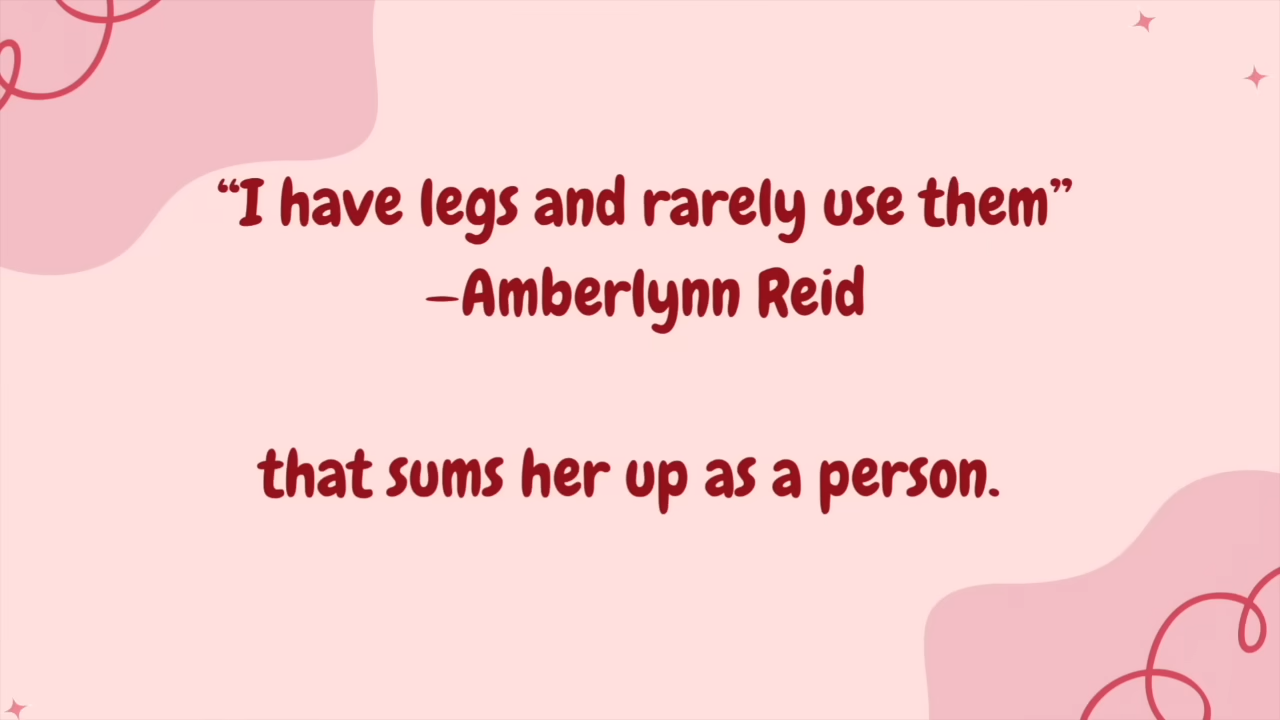 “I have legs and rarely use them”
–Amberlynn Reid
that sums her up as a person.